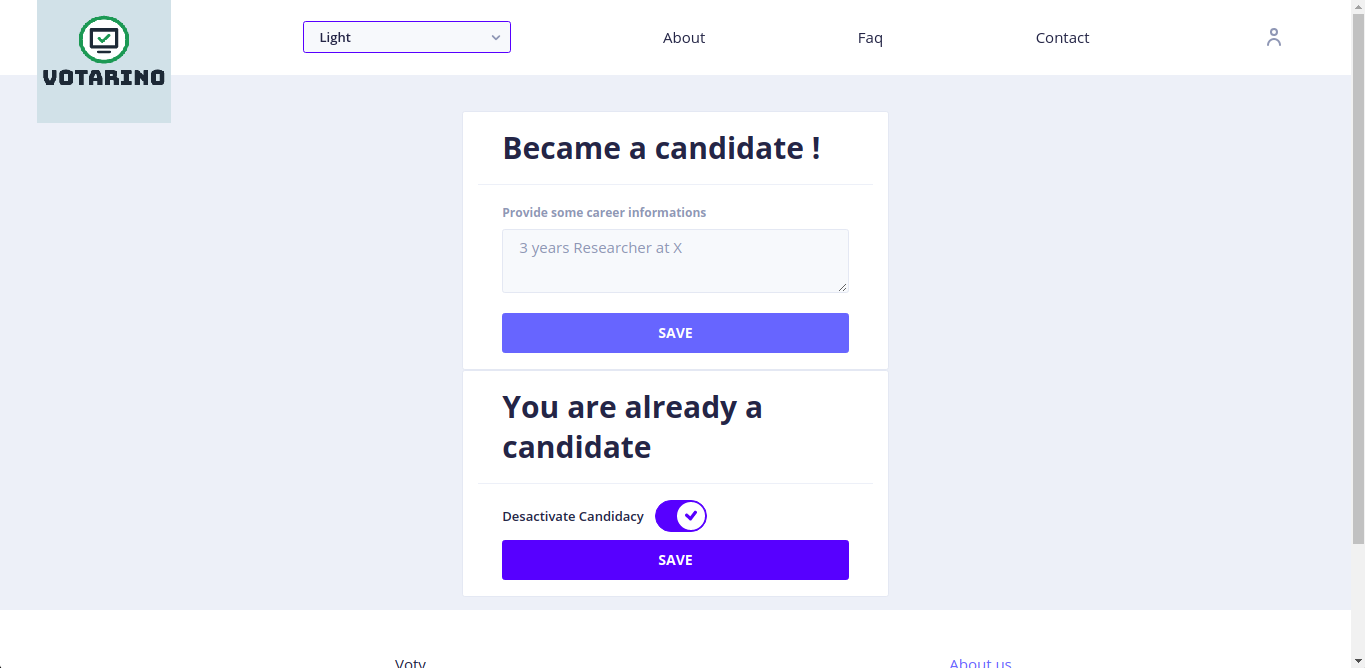 VOTARINO
Light
About
Faq
Contact
Became a candidate !
Provide some career informations
3 years Researcher at X
SAVE
You are already a
candidate
Desactivate Candidacy
SAVE
Voty
About us